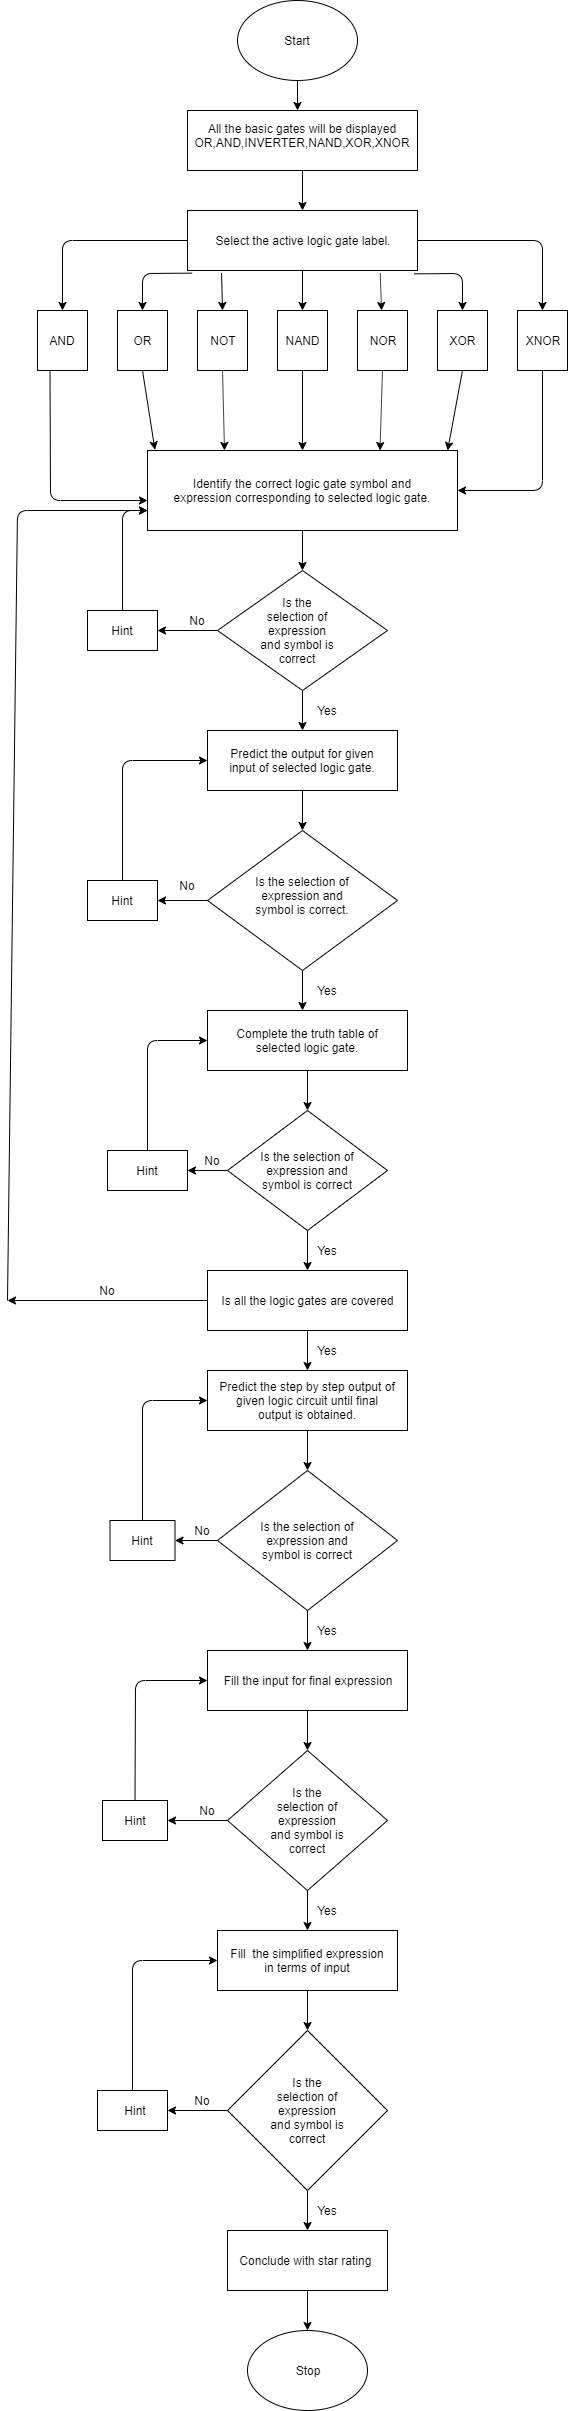 Start
All the basic gates will be displayed
OR,AND,INVERTER,NAND,XOR,XNOR
Select the active logic gate label.
AND
OR
NOT
NAND
NOR
XOR
XNOR
Identify the correct logic gate symbol and
expression corresponding to selected logic gate.
Is the
selection of
expression
and symbol is
correct
No
Hint
Yes
Predict the output for given
input of selected logic gate.
Is the selection of
expression and
symbol is correct.
No
Hint
Yes
Complete the truth table of
selected logic gate.
Is the selection of
expression and
symbol is correct
No
Hint
Yes
Is all the logic gates are covered
No
Yes
Predict the step by step output of
given logic circuit until final
output is obtained.
Is the selection of
expression and
symbol is correct
No
Hint
Yes
Fill the input for final expression
Is the
selection of
expression
and symbol is
correct
No
Hint
Yes
Fill  the simplified expression
in terms of input
Is the
selection of
expression
and symbol is
correct
No
Hint
Yes
Conclude with star rating
Stop